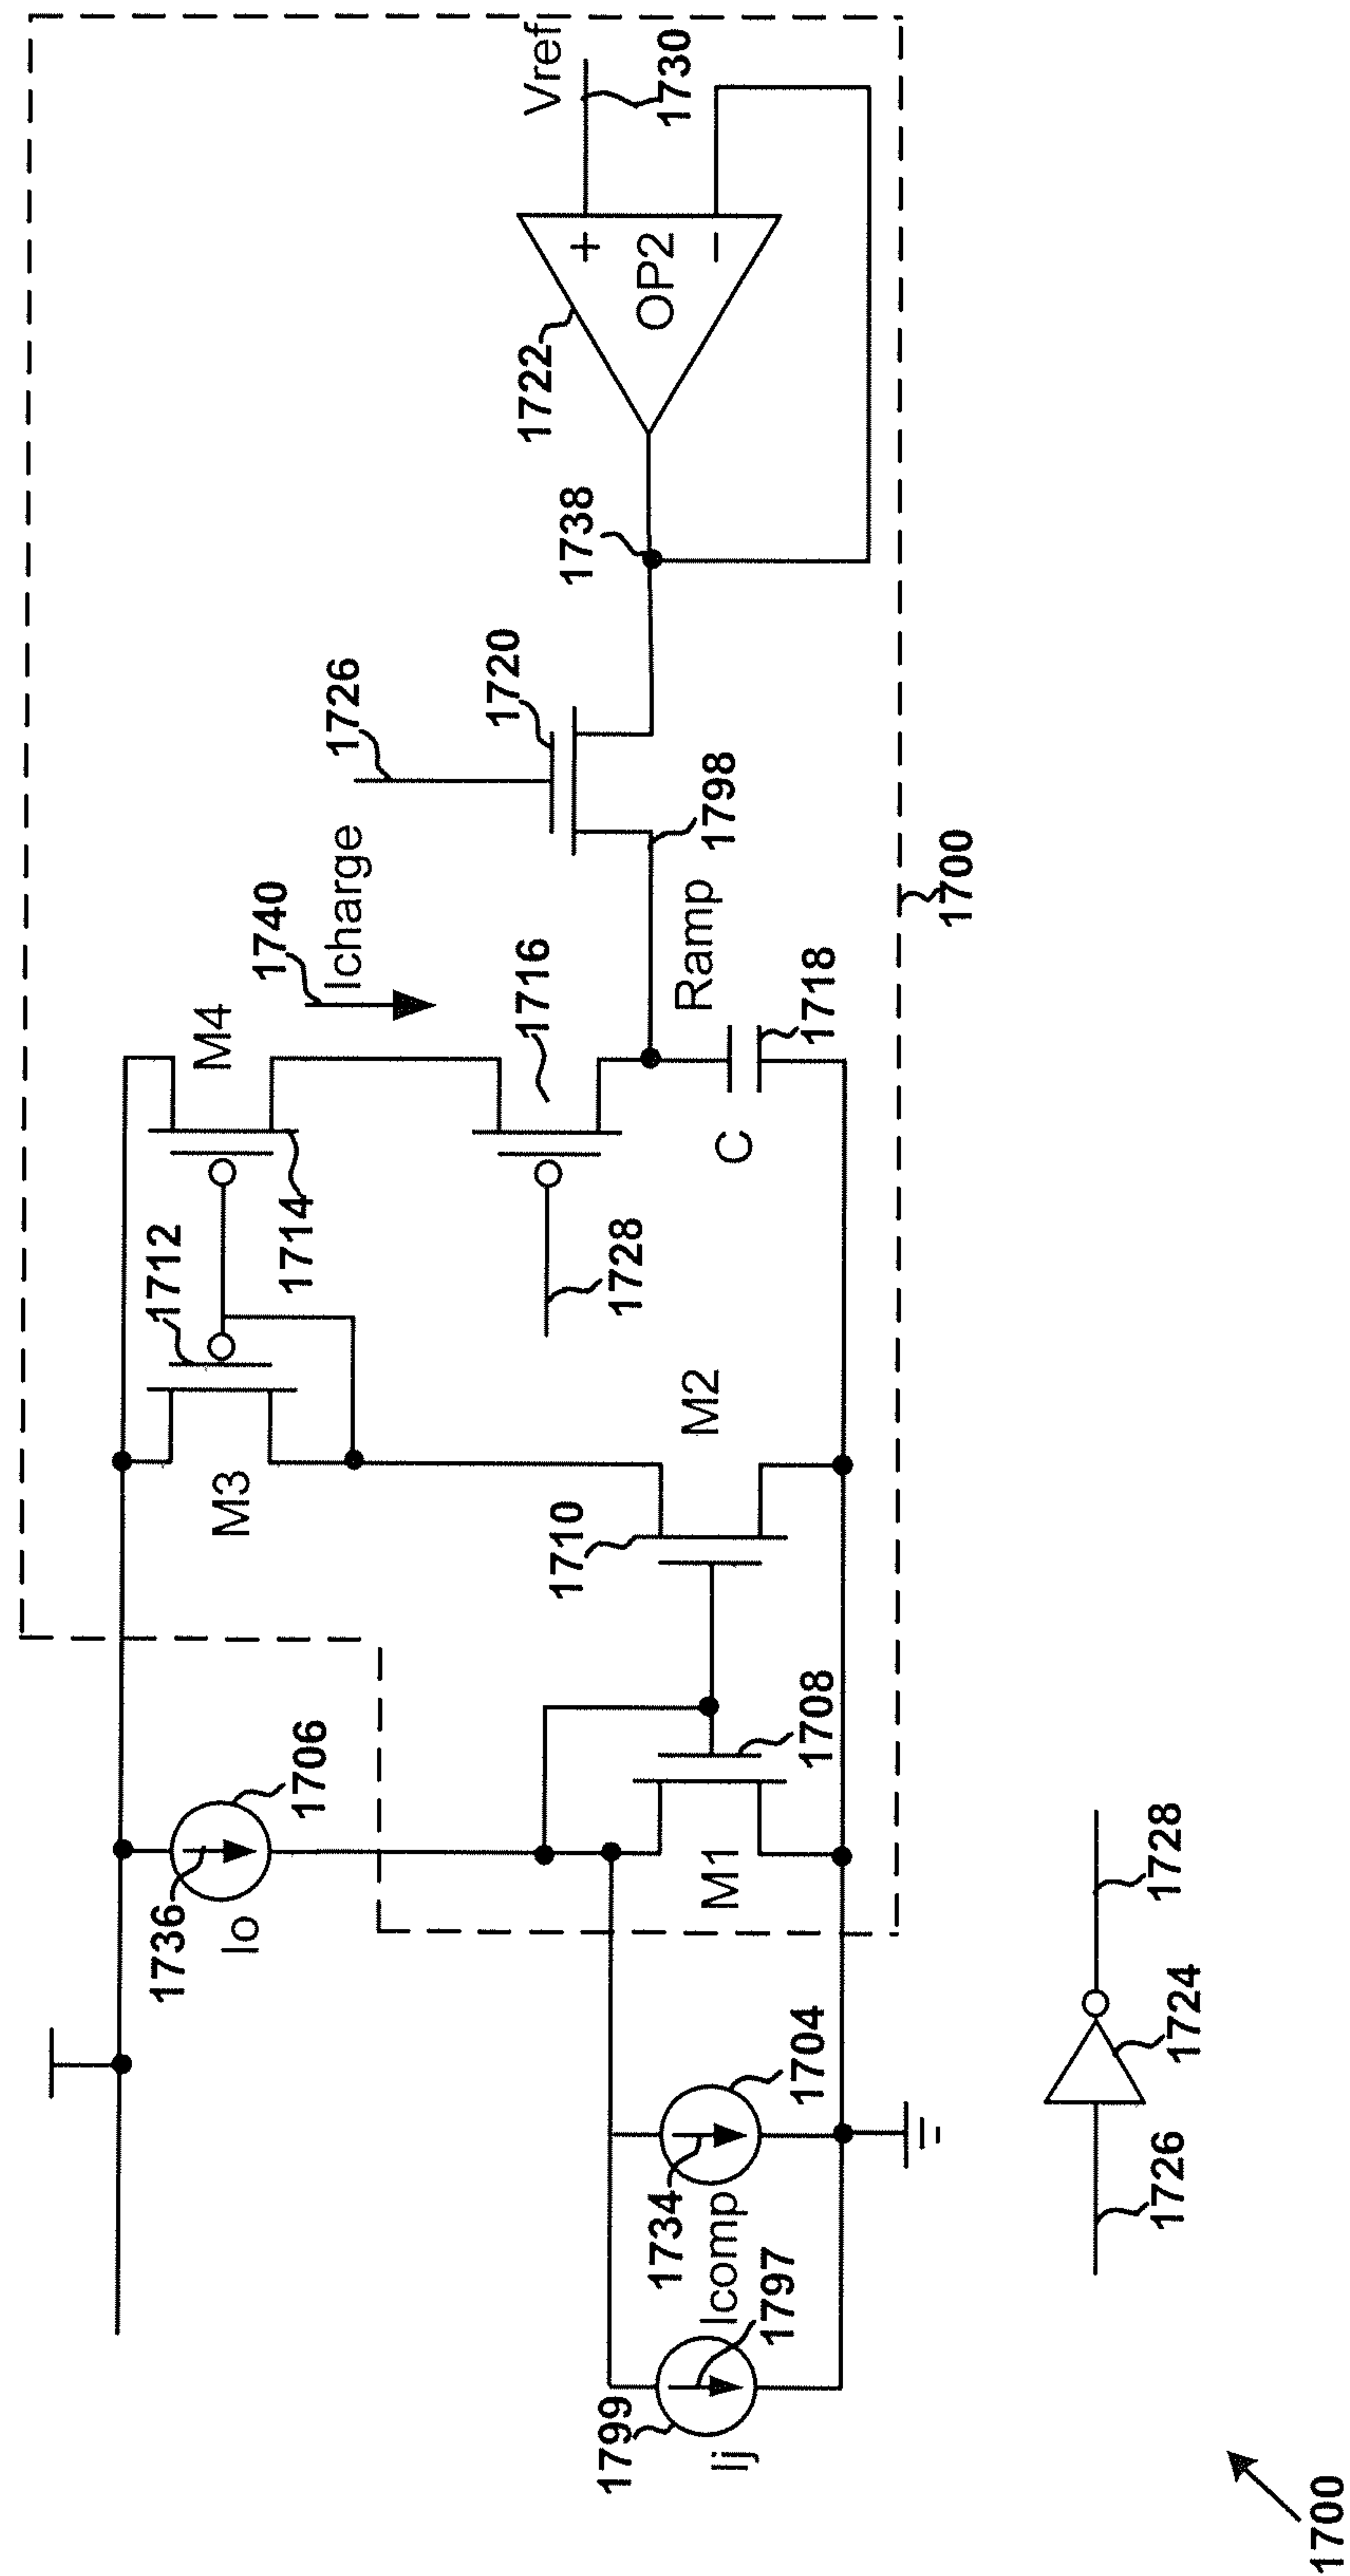 1736
Io
1706
M3
1712
1714
M4
1740
Icharge
1726
1720
1738
1722
+
OP2
−
Vref
1730
1799
Ij
1797
Icomp
1734
1704
M1
1708
1710
M2
1728
1716
C
1718
Ramp
1798
1700
1726
1724
1728
1700